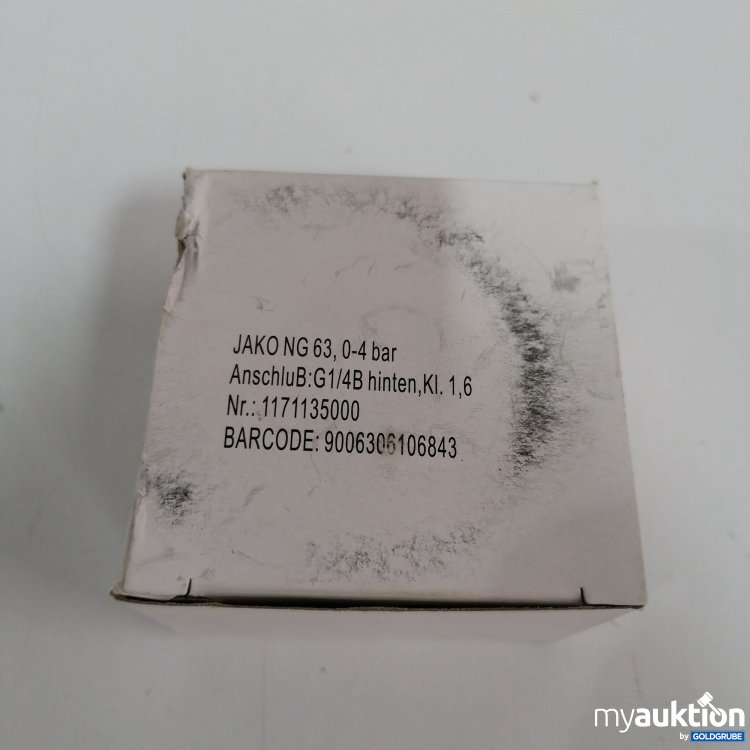 JAKO NG 63, 0-4 bar
AnschluB:G1/4B hinten,Kl. 1,6
Nr.: 1171135000
BARCODE: 9006306106843
myauktion
by GOLDGRUBE